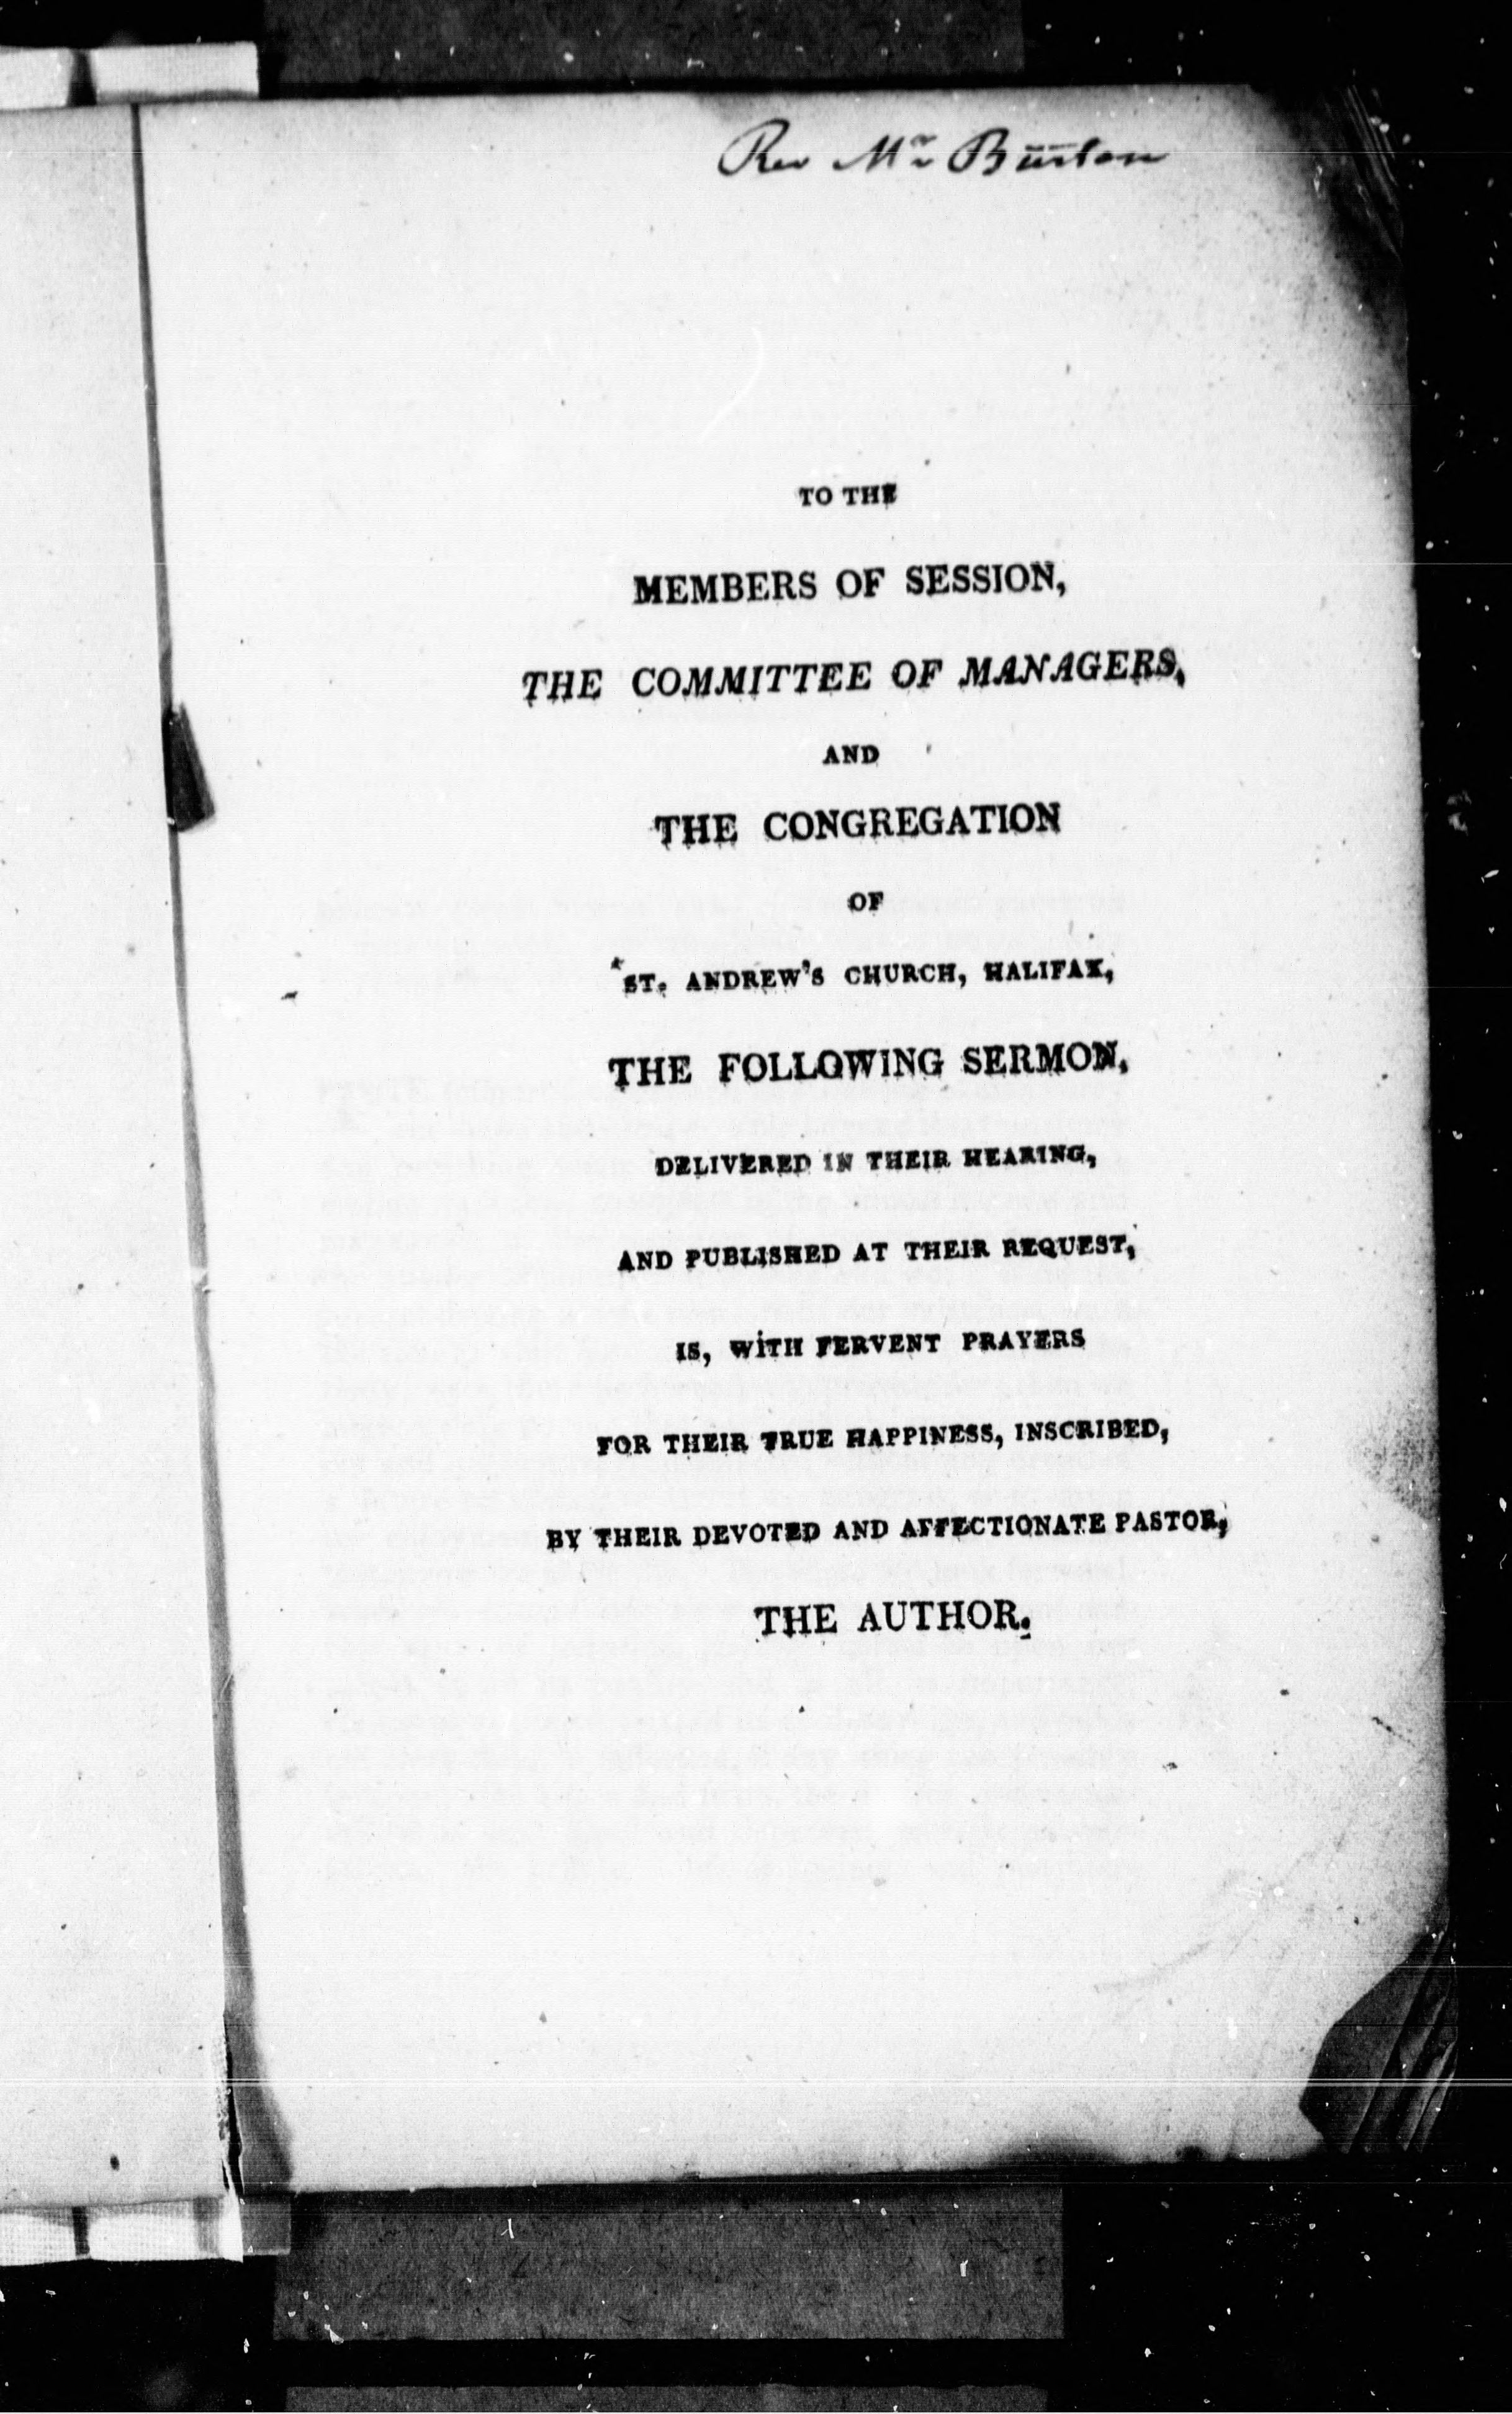 Rev Mr Burton
TO THE
MEMBERS OF SESSION,
THE COMMITTEE OF MANAGERS,
AND
THE CONGREGATION
OF
ST. ANDREW'S CHURCH, HALIFAX,
THE FOLLOWING SERMON,
DELIVERED IN THEIR HEARING,
AND PUBLISHED AT THEIR REQUEST,
IS, WITH FERVENT PRAYERS
FOR THEIR TRUE HAPPINESS, INSCRIBED,
BY THEIR DEVOTED AND AFFECTIONATE PASTOR,
THE AUTHOR.